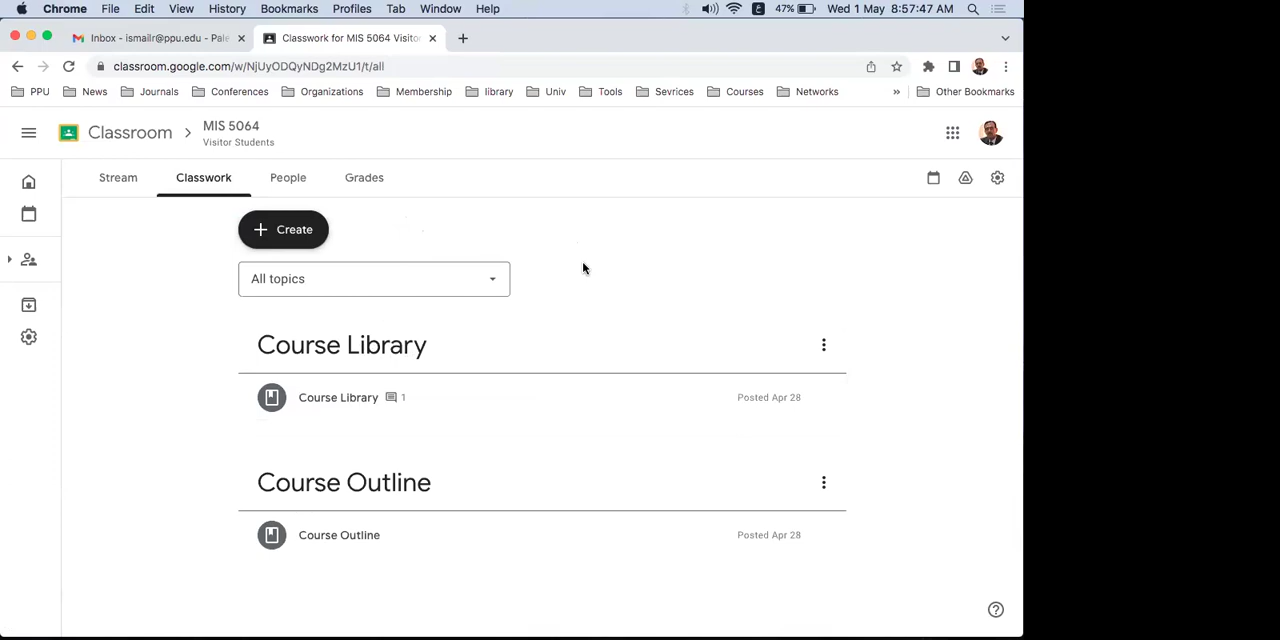 Chrome File Edit View History Bookmarks Profiles Tab Window Help 47% Wed 1 May 8:57:47 AM
Inbox - ismailr@ppu.edu - Pale Classwork for MIS 5064 Visitor
classroom.google.com/w/NjUyODQyNDg2MzU1/t/all
PPU News Journals Conferences Organizations Membership library Univ Tools Sevrices Courses Networks » Other Bookmarks
Classroom MIS 5064
Visitor Students
Stream Classwork People Grades
Create
All topics
Course Library
Course Library 1 Posted Apr 28
Course Outline
Course Outline Posted Apr 28